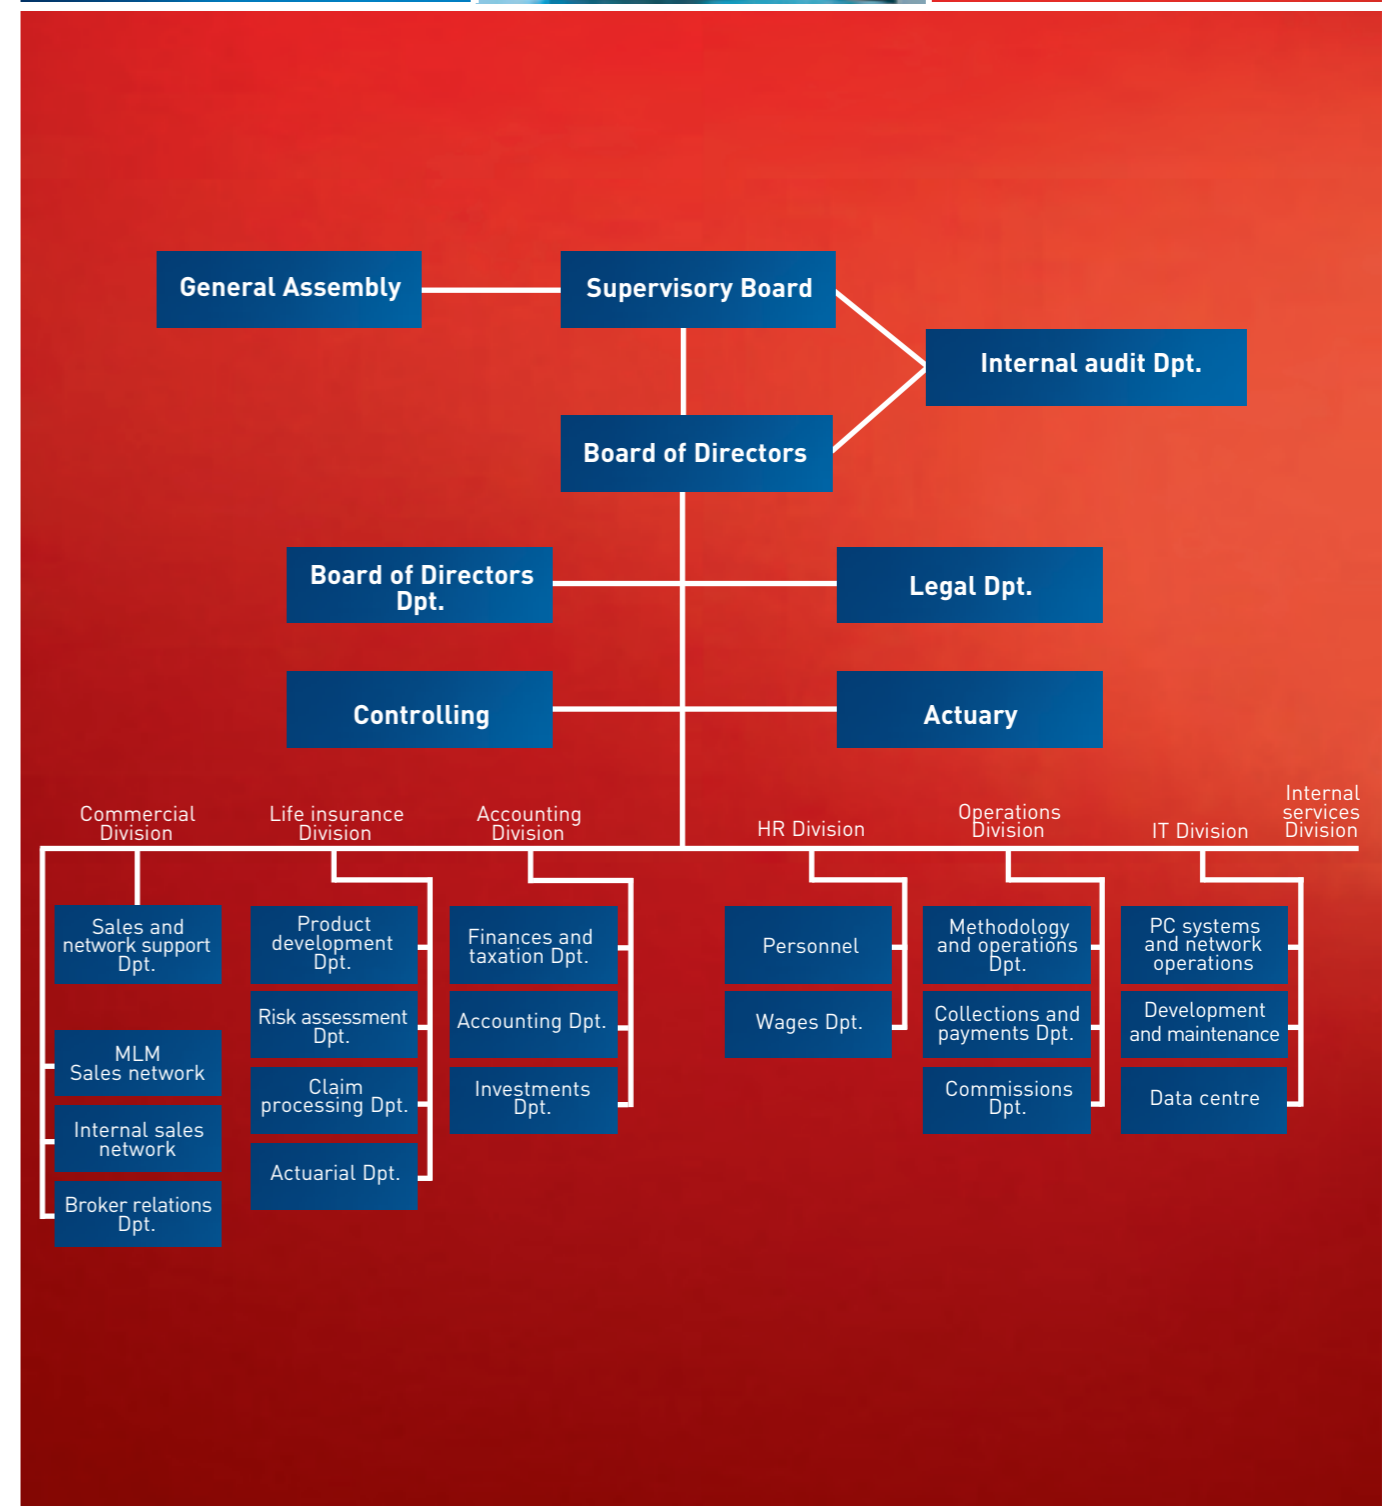 General Assembly
Supervisory Board
Internal audit Dpt.
Board of Directors
Board of Directors
Dpt.
Legal Dpt.
Controlling
Actuary
Commercial
Division
Life insurance
Division
Accounting
Division
HR Division
Operations
Division
IT Division
Internal
services
Division
Sales and
network support
Dpt.
MLM
Sales network
Internal sales
network
Broker relations
Dpt.
Product
development
Dpt.
Risk assessment
Dpt.
Claim
processing Dpt.
Actuarial Dpt.
Finances and
taxation Dpt.
Accounting Dpt.
Investments
Dpt.
Personnel
Wages Dpt.
Methodology
and operations
Dpt.
Collections and
payments Dpt.
Commissions
Dpt.
PC systems
and network
operations
Development
and maintenance
Data centre